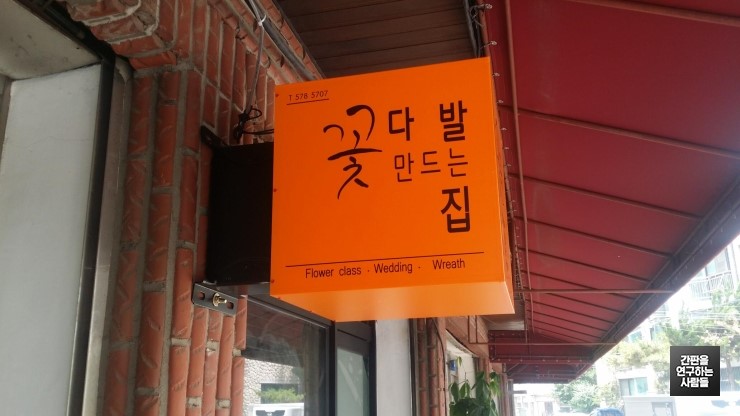 T 578 5707
꽃다발
만드는
집
Flower class . Wedding . Wreath
간판을
연구하는
사람들